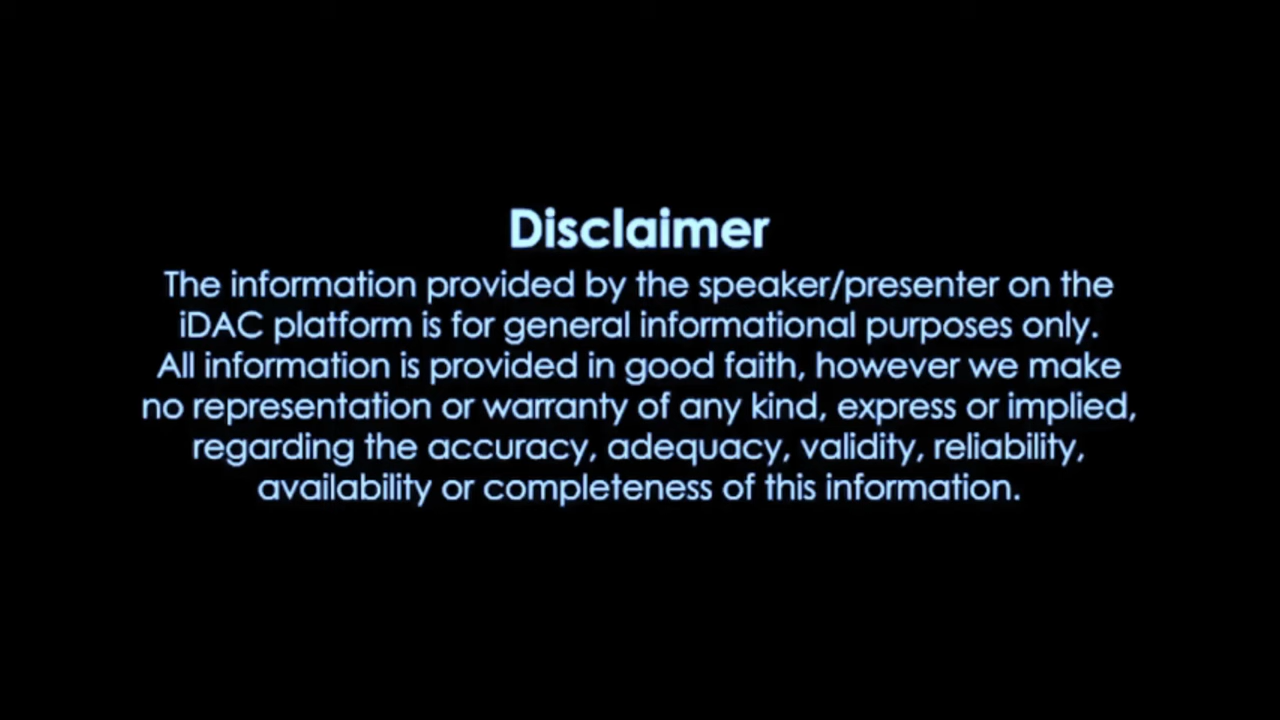 Disclaimer
The information provided by the speaker/presenter on the
iDAC platform is for general informational purposes only.
All information is provided in good faith, however we make
no representation or warranty of any kind, express or implied,
regarding the accuracy, adequacy, validity, reliability,
availability or completeness of this information.